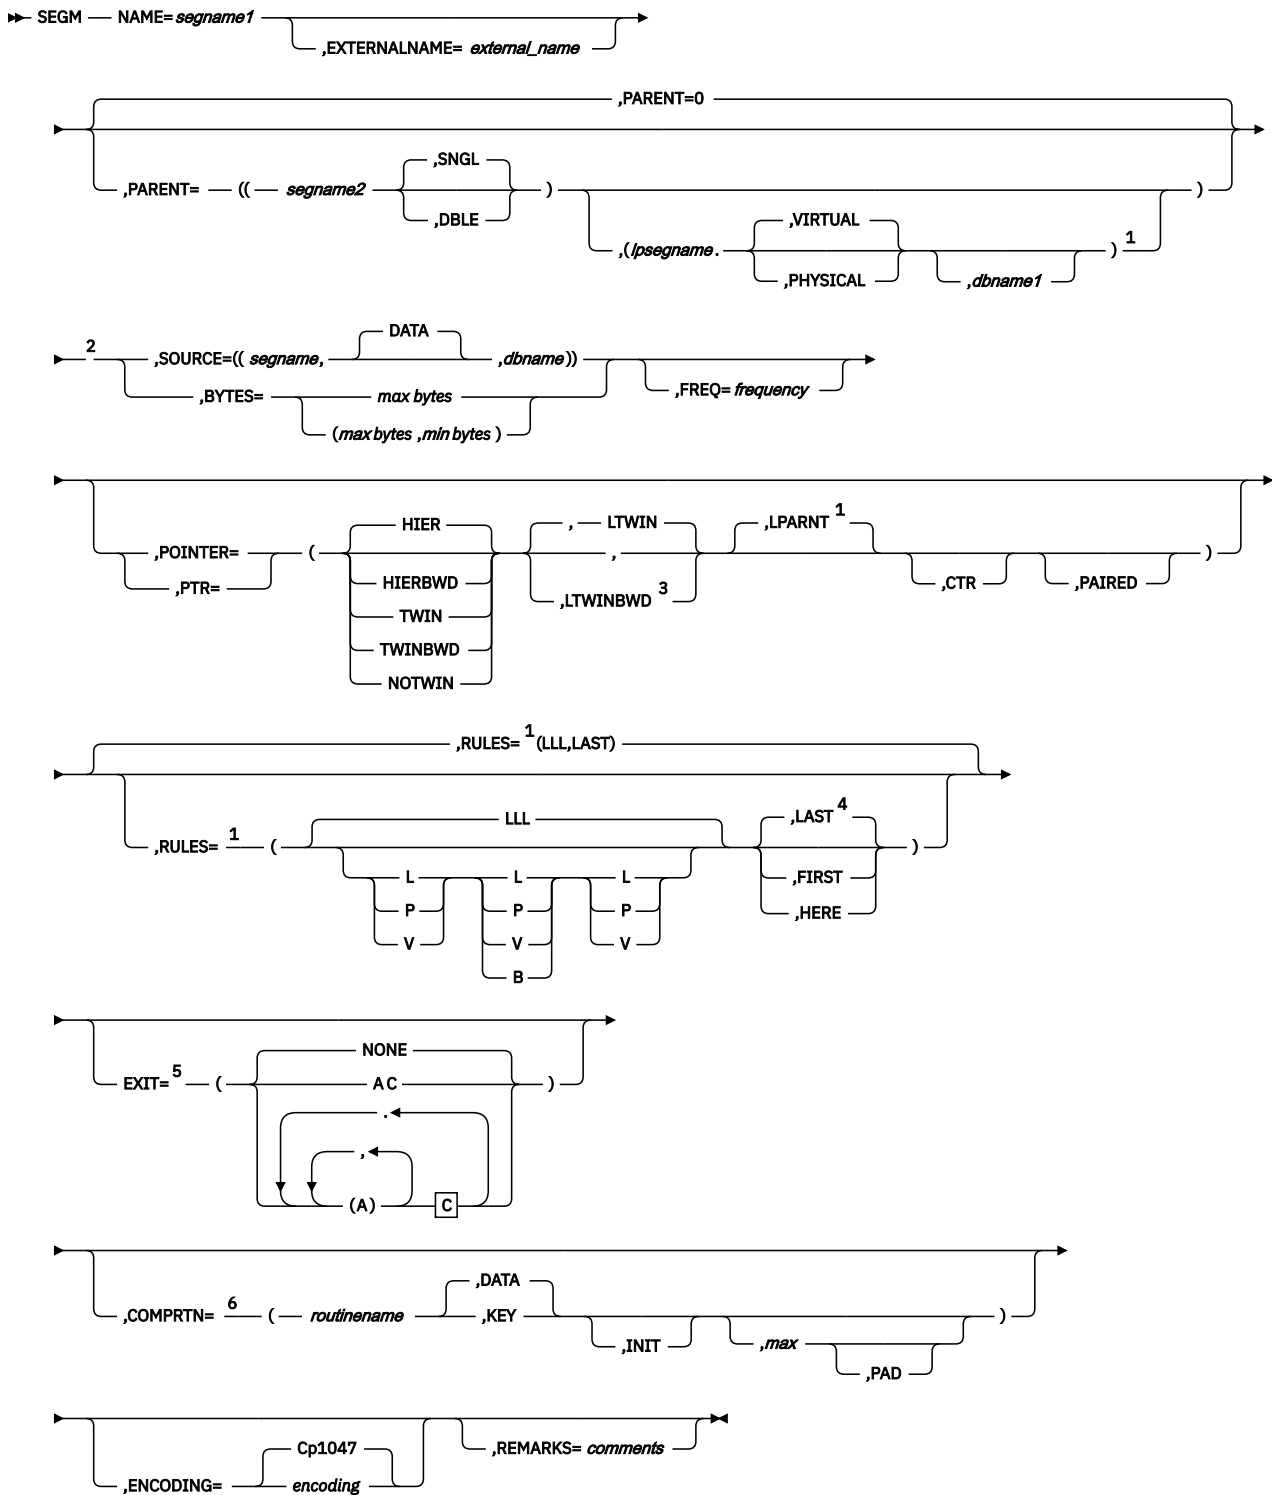 SEGM NAME= segname1
,EXTERNALNAME= external_name
,PARENT=0
,PARENT= (( segname2 ,SNGL ,DBLE )
,(lpsegname. ,VIRTUAL ,PHYSICAL ,dbname1 ) 1 )
2 ,SOURCE=(( segname, DATA ,dbname))
,BYTES= max bytes
(max bytes ,min bytes )
,FREQ= frequency
,POINTER=
,PTR=
(
HIER
HIERBWD
TWIN
TWINBWD
NOTWIN
, LTWIN
,
,LTWINBWD 3
,LPARNT 1
,CTR
,PAIRED
)
,RULES= 1 (LLL,LAST)
,RULES= 1 (
LLL
L L L
P P P
V V V
B
,LAST 4
,FIRST
,HERE
)
EXIT= 5 (
NONE
A C
.
,
(A) C
)
,COMPRTN= 6 ( routinename
,DATA
,KEY
,INIT
,max
,PAD
)
,ENCODING=
Cp1047
encoding
,REMARKS= comments